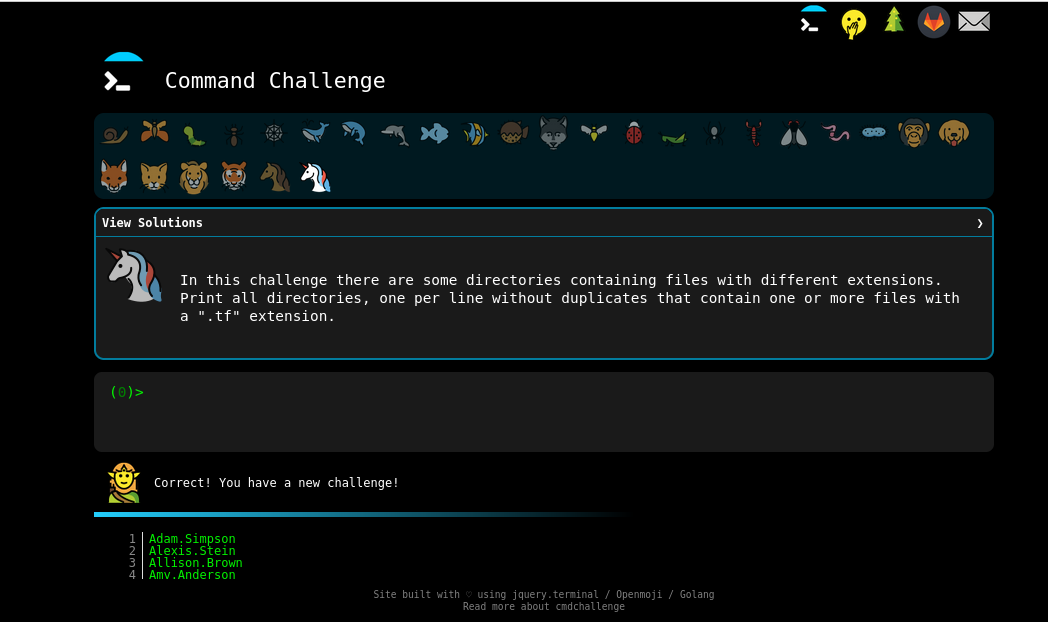 Command Challenge
View Solutions ❯
In this challenge there are some directories containing files with different extensions.
Print all directories, one per line without duplicates that contain one or more files with
a ".tf" extension.
(0)>
Correct! You have a new challenge!
1 Adam.Simpson
2 Alexis.Stein
3 Allison.Brown
4 Amy.Anderson
Site built with ♡ using jquery.terminal / Openmoji / Golang
Read more about cmdchallenge